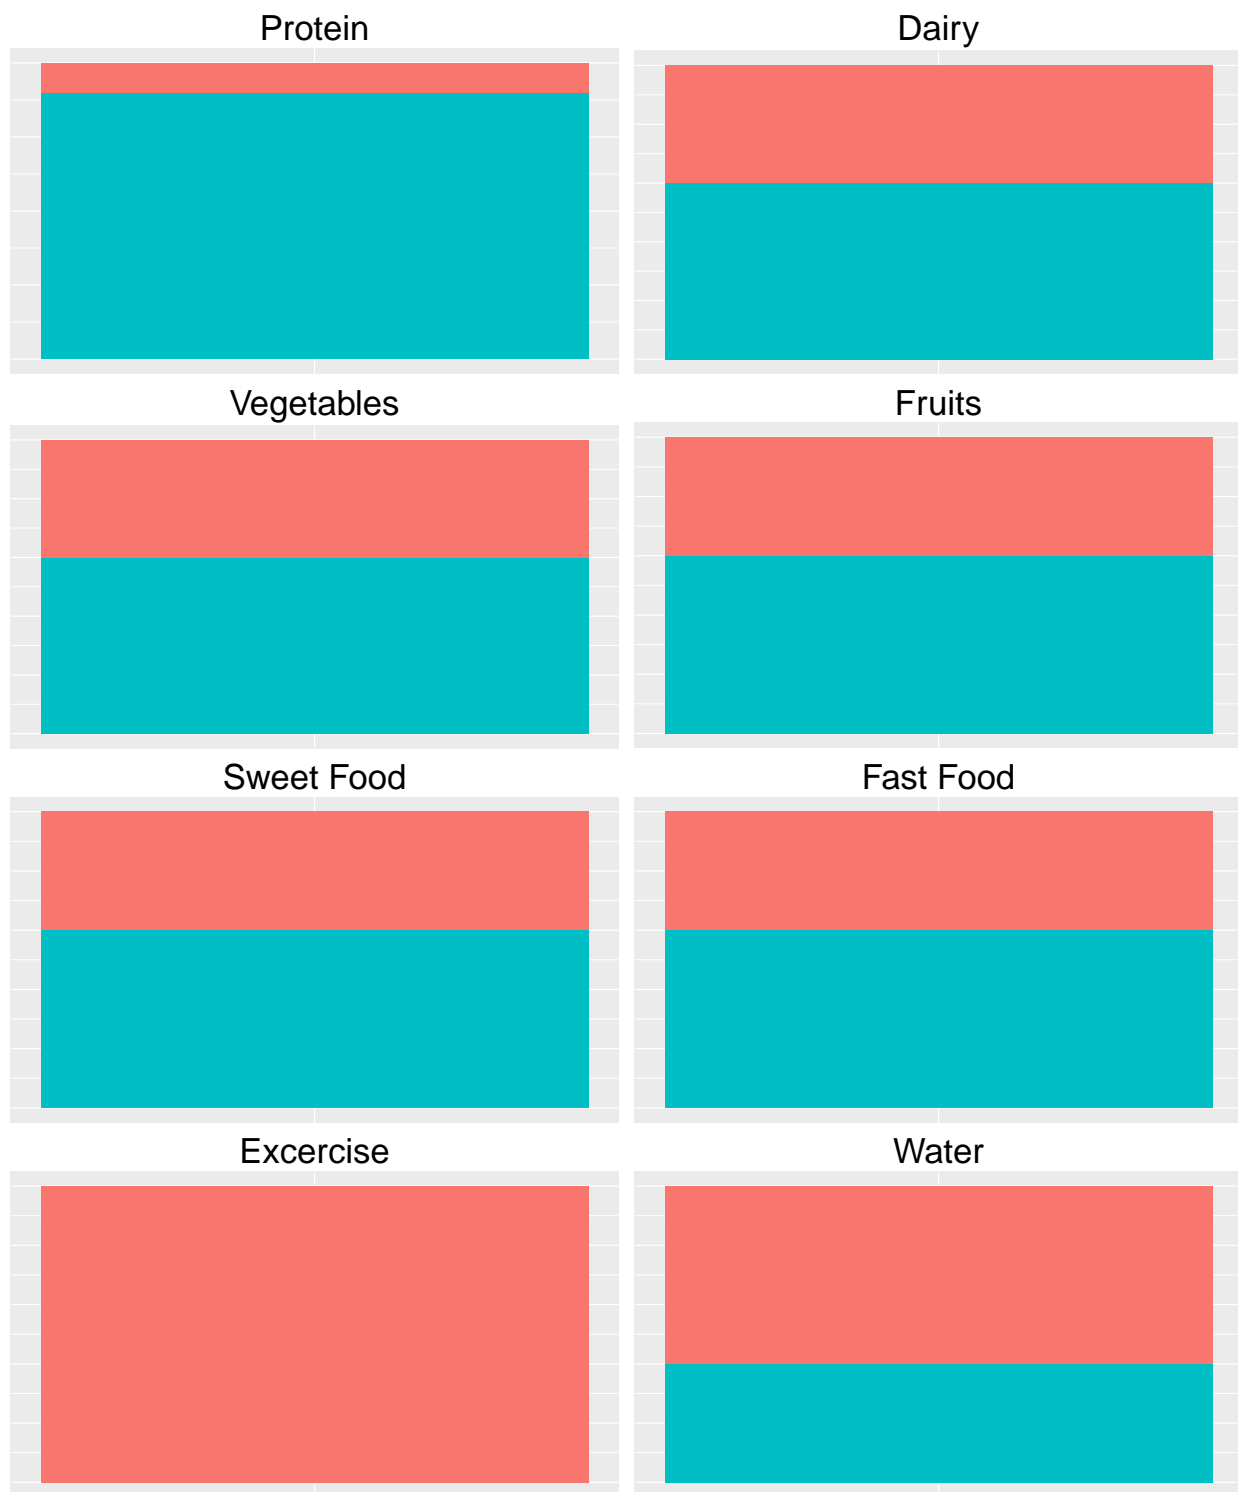 Protein
Dairy
Vegetables
Fruits
Sweet Food
Fast Food
Excercise
Water